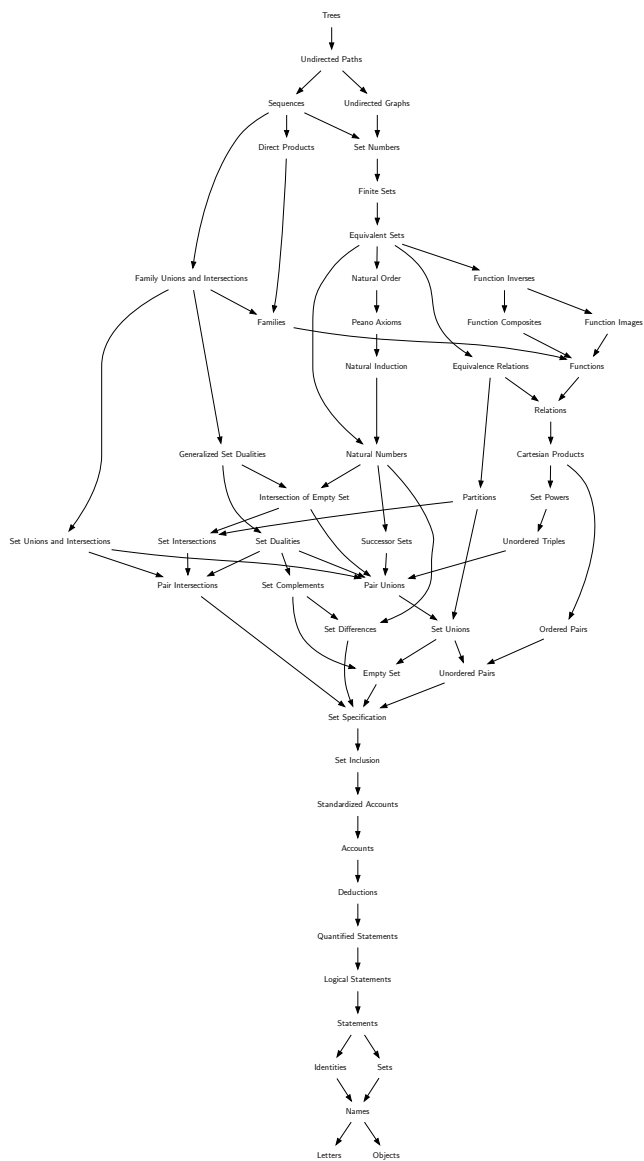 Trees
Undirected Paths
Sequences
Undirected Graphs
Direct Products
Set Numbers
Finite Sets
Equivalent Sets
Family Unions and Intersections
Natural Order
Function Inverses
Families
Peano Axioms
Function Composites
Function Images
Natural Induction
Equivalence Relations
Functions
Relations
Generalized Set Dualities
Natural Numbers
Cartesian Products
Intersection of Empty Set
Partitions
Set Powers
Set Unions and Intersections
Set Intersections
Set Dualities
Successor Sets
Unordered Triples
Pair Intersections
Set Complements
Pair Unions
Set Differences
Set Unions
Ordered Pairs
Empty Set
Unordered Pairs
Set Specification
Set Inclusion
Standardized Accounts
Accounts
Deductions
Quantified Statements
Logical Statements
Statements
Identities
Sets
Names
Letters
Objects